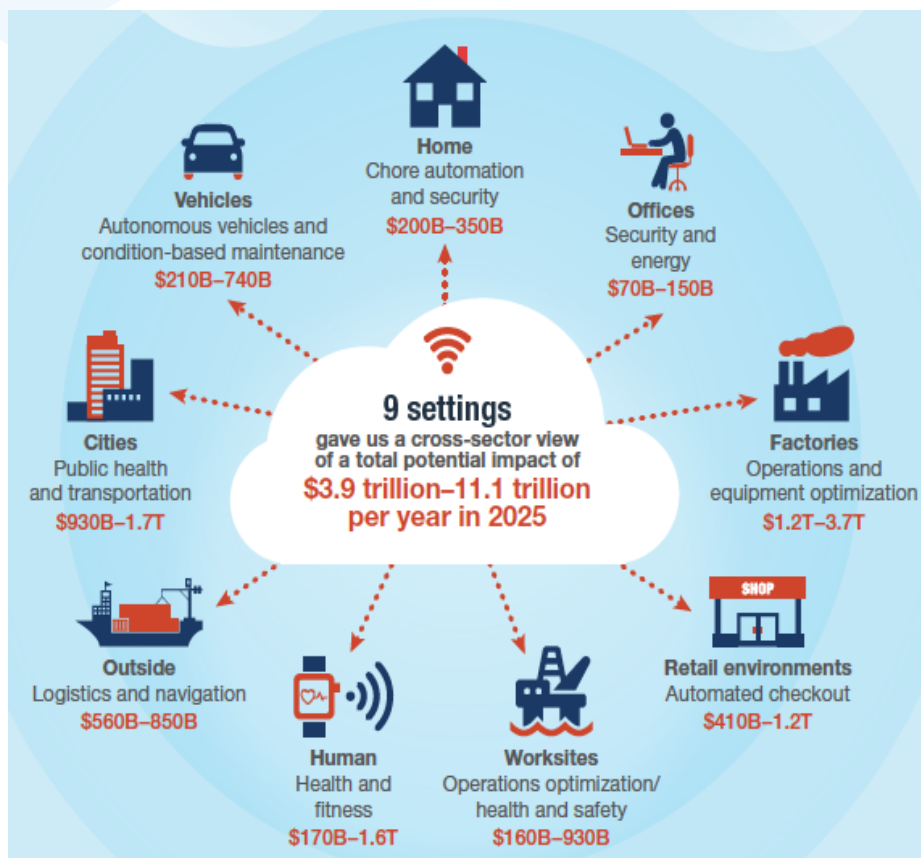 Home
Chore automation
and security
$200B–350B
Offices
Security and
energy
$70B–150B
Vehicles
Autonomous vehicles and
condition-based maintenance
$210B–740B
9 settings
gave us a cross-sector view
of a total potential impact of
$3.9 trillion–11.1 trillion
per year in 2025
Cities
Public health
and transportation
$930B–1.7T
Factories
Operations and
equipment optimization
$1.2T–3.7T
SHOP
Retail environments
Automated checkout
$410B–1.2T
Outside
Logistics and navigation
$560B–850B
Human
Health and
fitness
$170B–1.6T
Worksites
Operations optimization/
health and safety
$160B–930B